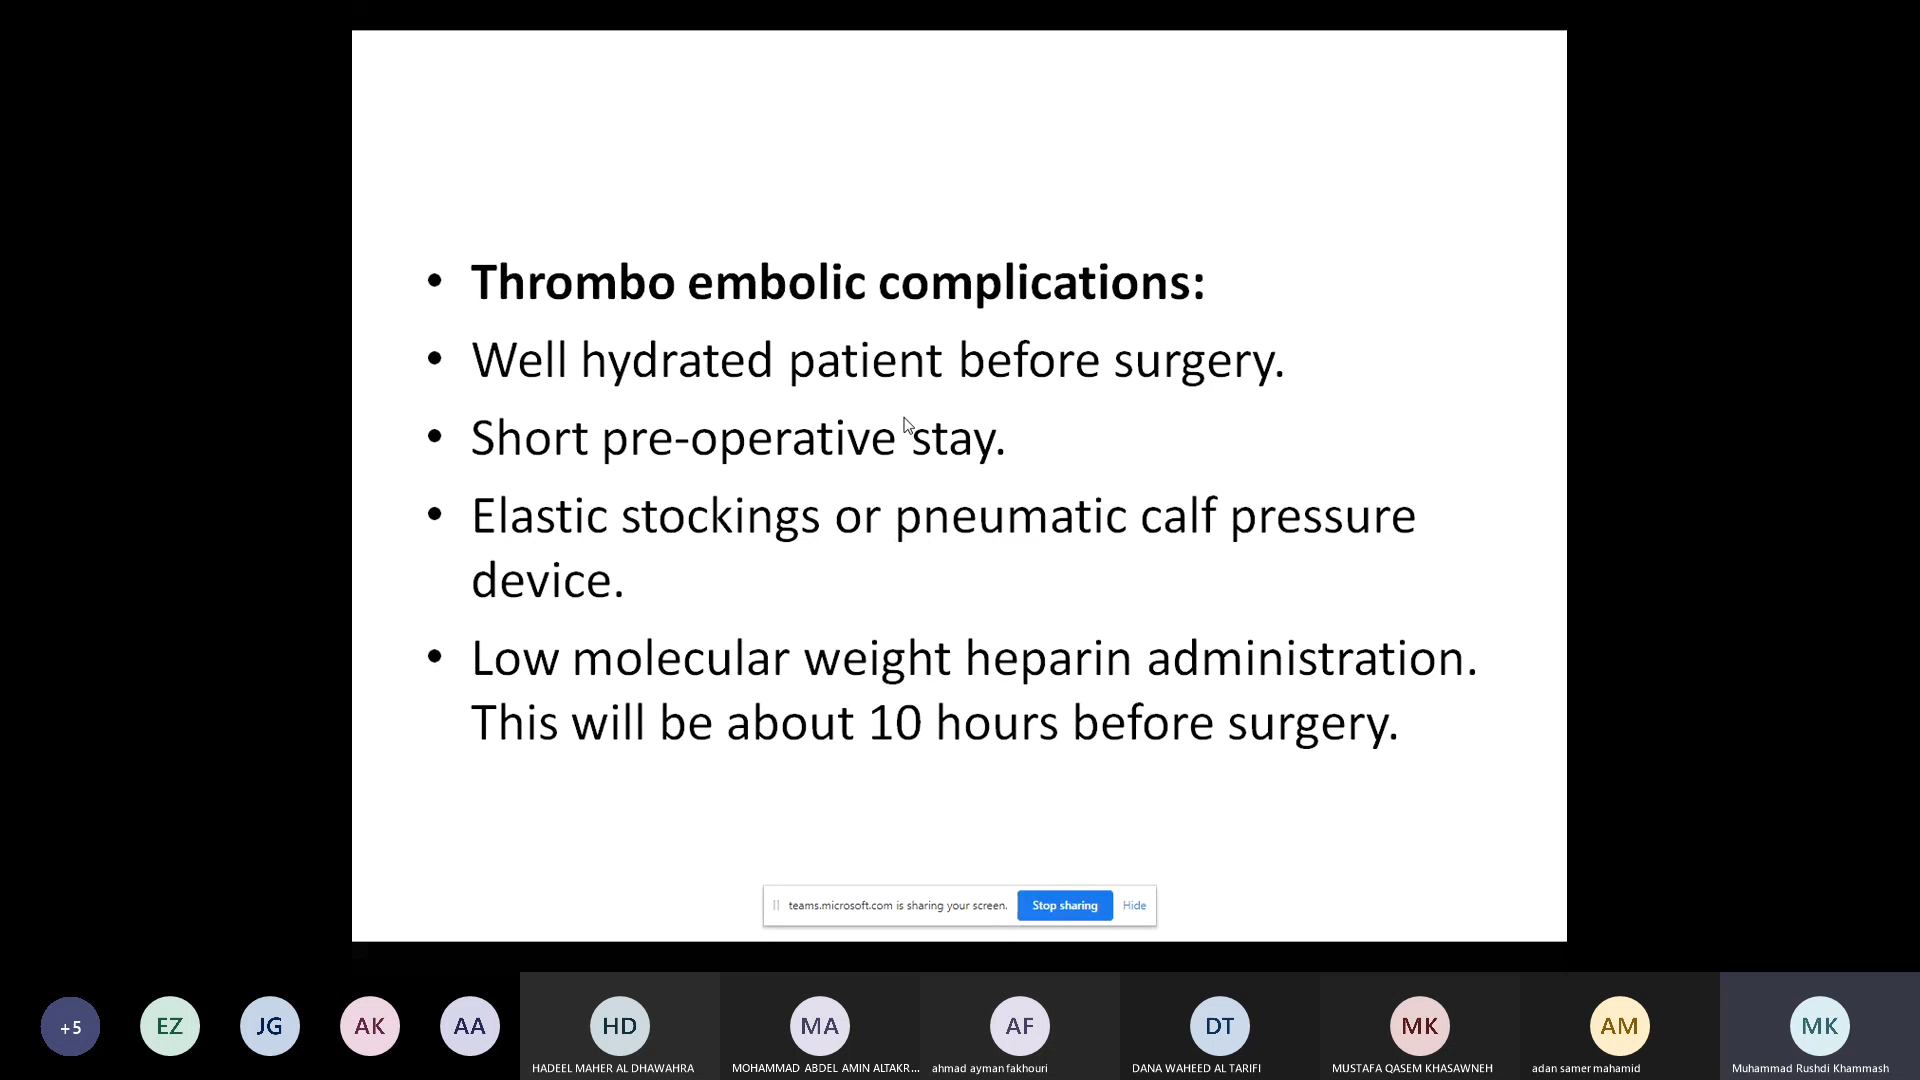 • Thrombo embolic complications:
• Well hydrated patient before surgery.
• Short pre-operative stay.
• Elastic stockings or pneumatic calf pressure
device.
• Low molecular weight heparin administration.
This will be about 10 hours before surgery.
teams.microsoft.com is sharing your screen. Stop sharing Hide
+5 EZ JG AK AA HD MA AF DT MK AM MK
HADEEL MAHER AL DHAWAHRA MOHAMMAD ABDEL AMIN ALTAKR... ahmad ayman fakhouri DANA WAHEED AL TARIFI MUSTAFA QASEM KHASAWNEH adan samer mahamid Muhammad Rushdi Khammash